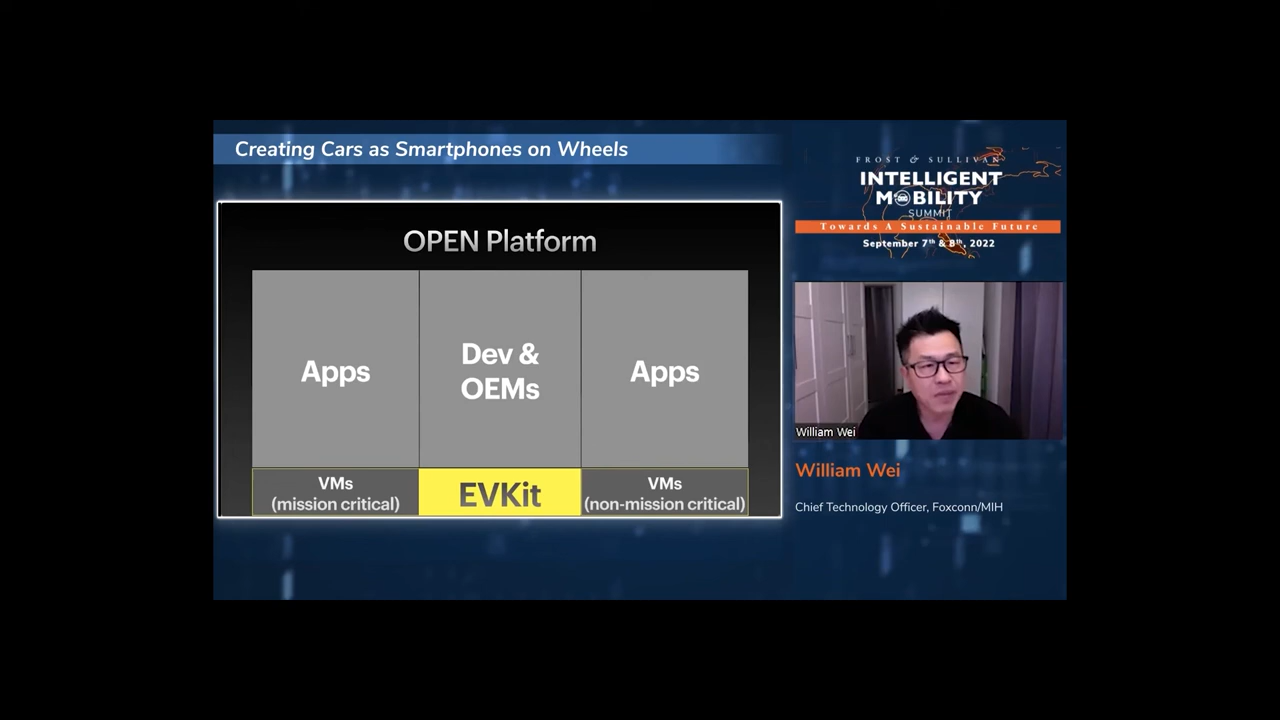 Creating Cars as Smartphones on Wheels
OPEN Platform
Apps
Dev &
OEMs
Apps
VMs
(mission critical)
EVKit
VMs
(non-mission critical)
FROST & SULLIVAN
INTELLIGENT
MOBILITY
SUMMIT
Towards A Sustainable Future
September 7th & 8th, 2022
William Wei
William Wei
Chief Technology Officer, Foxconn/MIH